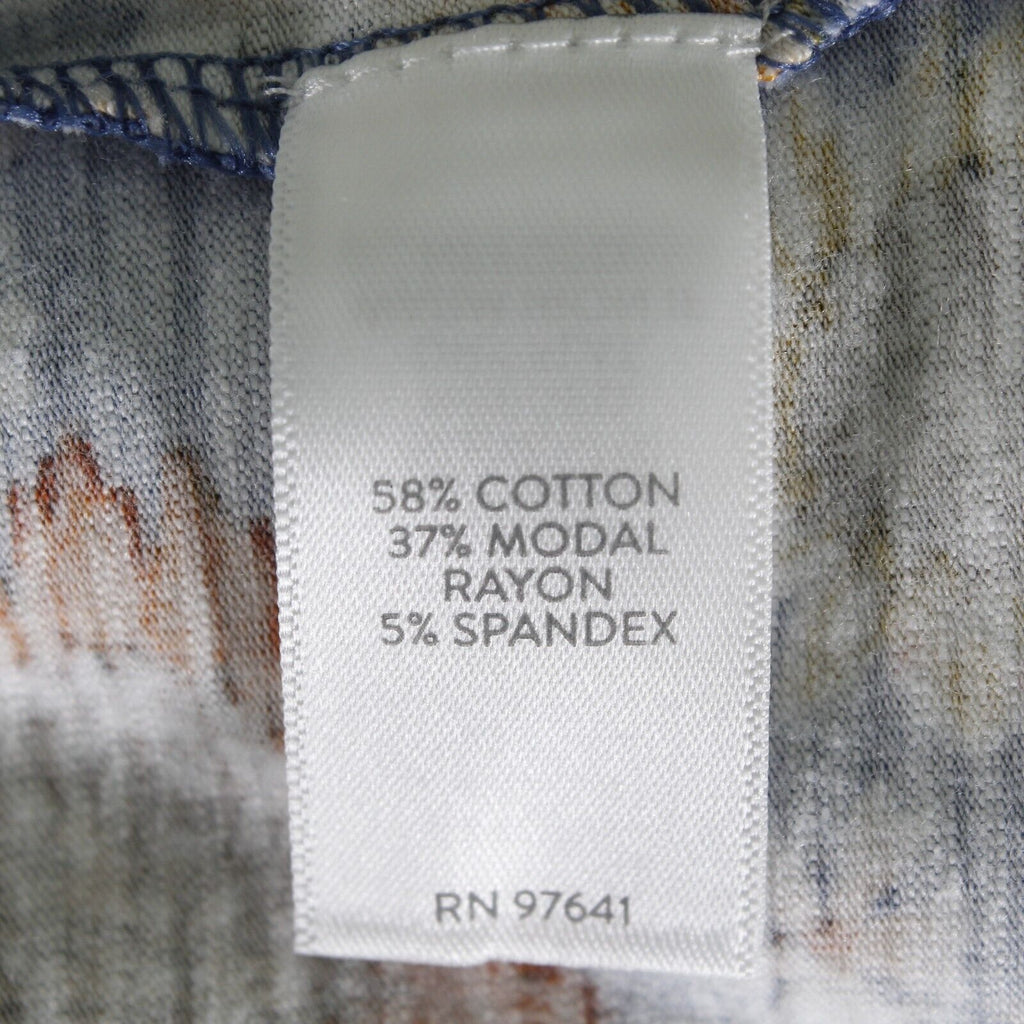 58% COTTON
37% MODAL
RAYON
5% SPANDEX
RN 97641